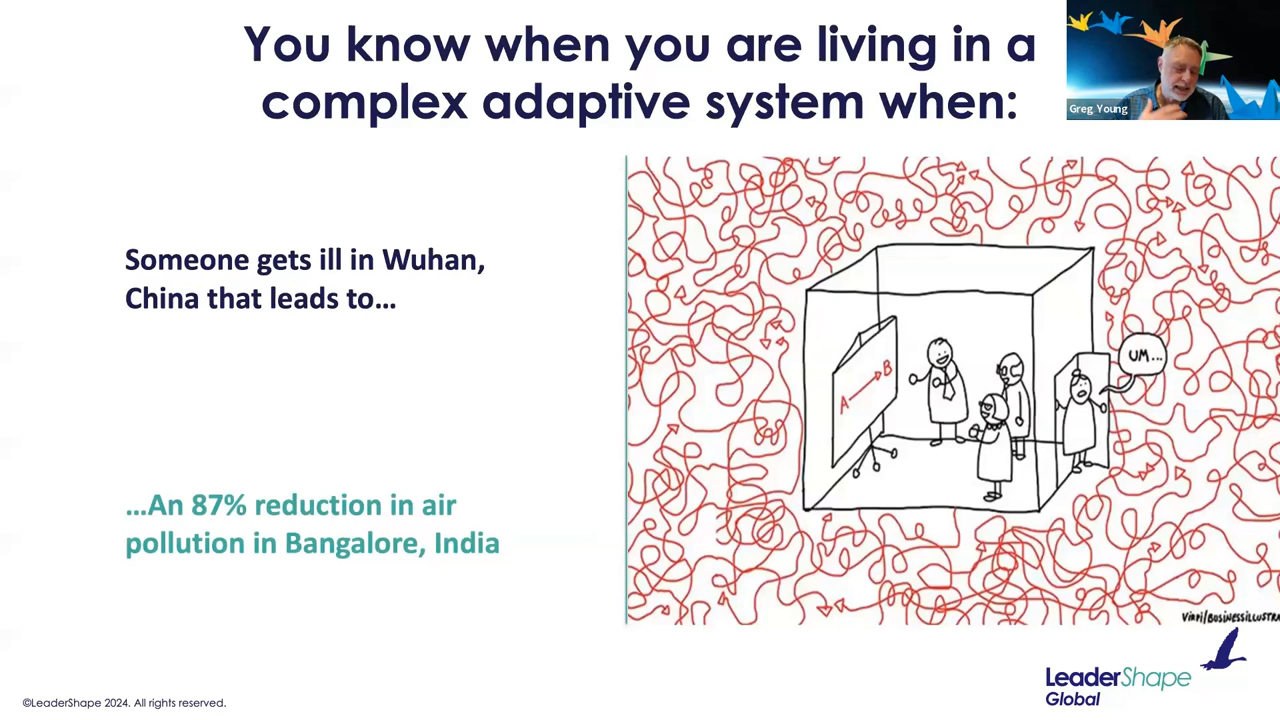 You know when you are living in a
complex adaptive system when:
Greg Young
Someone gets ill in Wuhan,
China that leads to…
…An 87% reduction in air
pollution in Bangalore, India
A
B
UM...
LeaderShape
Global
©LeaderShape 2024. All rights reserved.